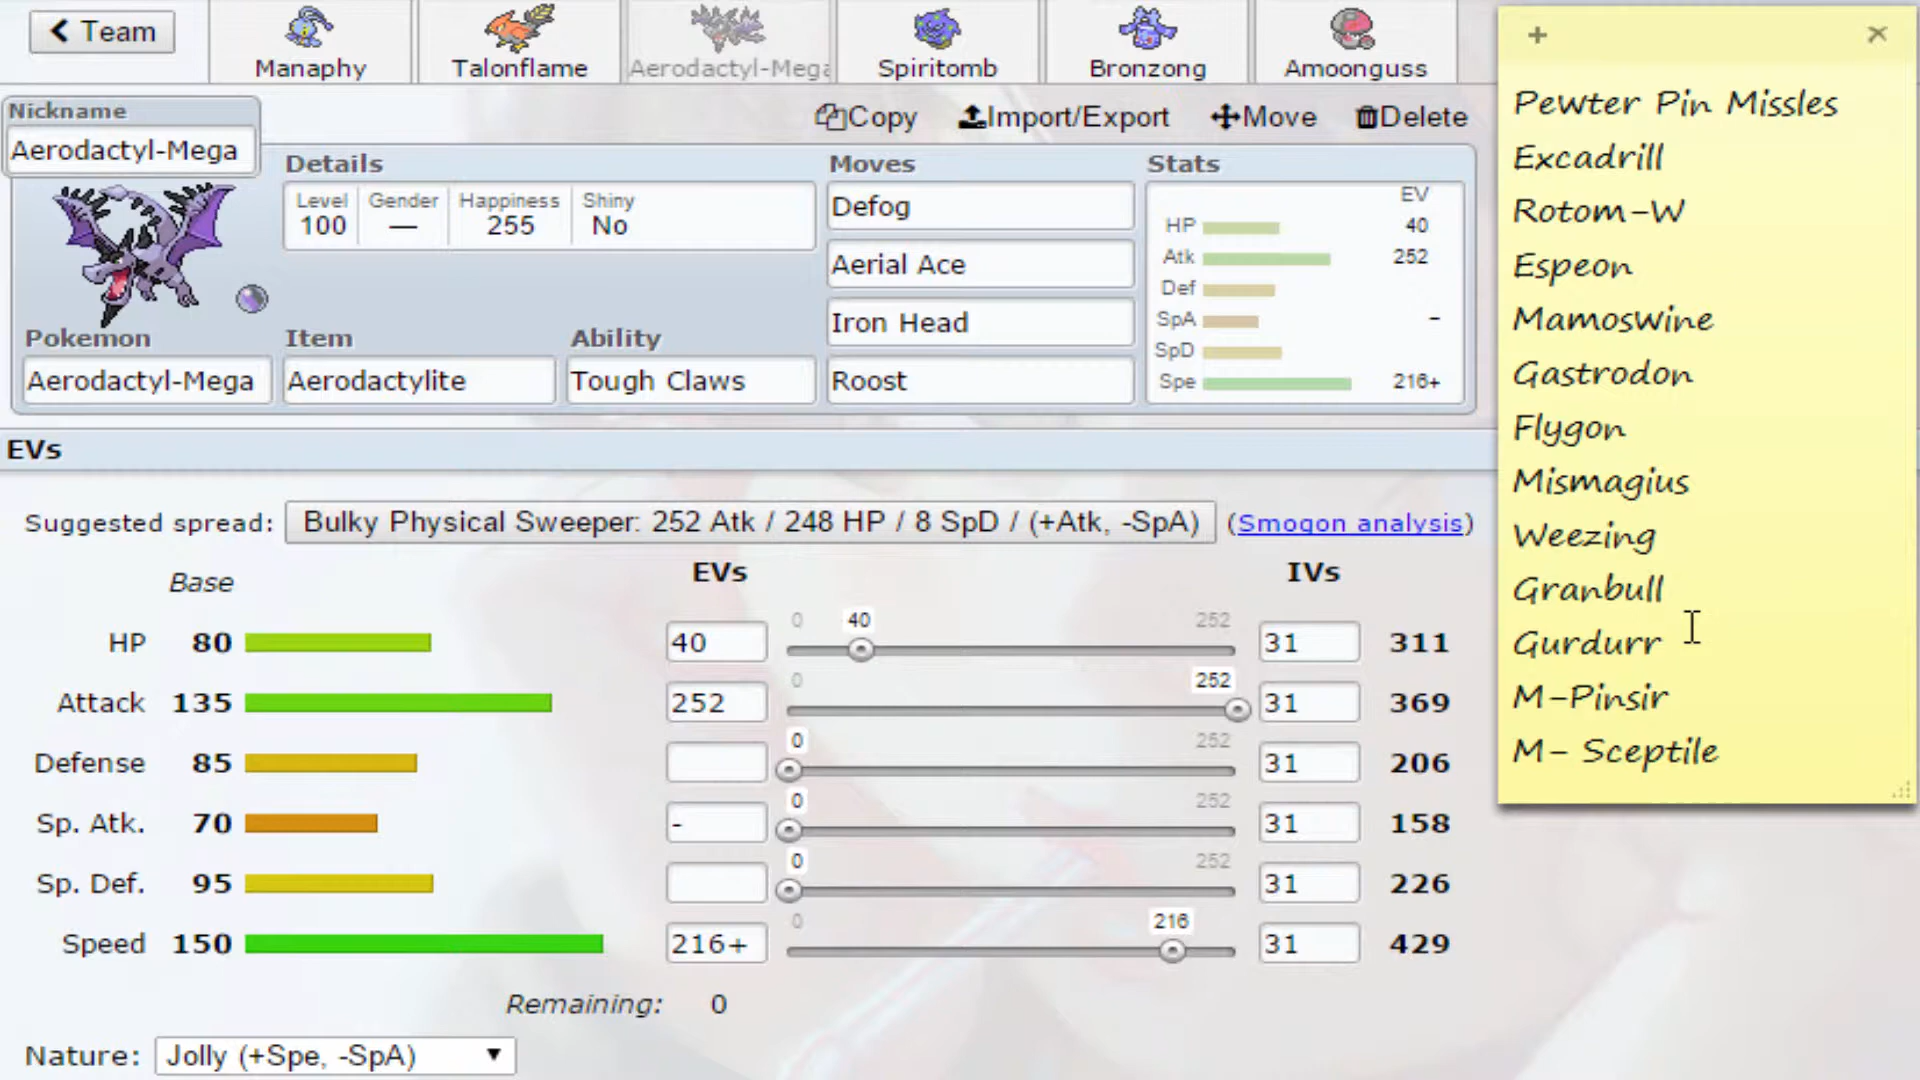 Team
Manaphy
Talonflame
Aerodactyl-Mega
Spiritomb
Bronzong
Amoonguss
Nickname
Aerodactyl-Mega
Copy Import/Export Move Delete
Details
Level Gender Happiness Shiny
100 — 255 No
Pokemon
Aerodactyl-Mega
Item
Aerodactylite
Ability
Tough Claws
Moves
Defog
Aerial Ace
Iron Head
Roost
Stats
EV
HP 40
Atk 252
Def
SpA -
SpD
Spe 216+
EVs
Suggested spread: Bulky Physical Sweeper: 252 Atk / 248 HP / 8 SpD / (+Atk, -SpA) (Smogon analysis)
Base EVs IVs
0 40 252
HP 80 40 31 311
0 252
Attack 135 252 31 369
0 252
Defense 85 31 206
0 252
Sp. Atk. 70 - 31 158
0 252
Sp. Def. 95 31 226
0 216
Speed 150 216+ 31 429
Remaining: 0
Nature: Jolly (+Spe, -SpA)
+ ×
Pewter Pin Missles
Excadrill
Rotom-W
Espeon
Mamoswine
Gastrodon
Flygon
Mismagius
Weezing
Granbull
Gurdurr
M-Pinsir
M- Sceptile